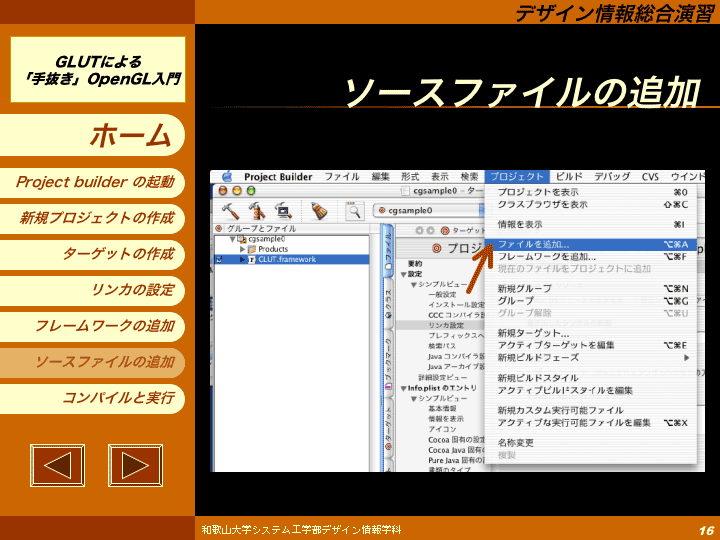 デザイン情報総合演習
GLUTによる
「手抜き」OpenGL入門
ソースファイルの追加
ホーム
Project builder の起動
新規プロジェクトの作成
ターゲットの作成
リンカの設定
フレームワークの追加
ソースファイルの追加
コンパイルと実行
Project Builder ファイル 編集 形式 表示 検索 プロジェクト ビルド デバッグ CVS ウインド
cgsample0 – ター
cgsample0
グループとファイル
cgsample0
Products
GLUT.framework
ファイル
クラス
ブックマーク
ターゲット
プロジ
要約
設定
シンプルビュー
一般設定
インストール設定
GCC コンパイラ
リンカ設定
プレフィックスヘ
検索パス
Java コンパイラ設
Java アーカイブ設
詳細設定ビュー
Info.plist のエントリ
シンプルビュー
基本情報
情報を表示
アイコン
Cocoa 固有の設定
Cocoa Java 固有の
Pure Java 固有の
書類のタイプ
プロジェクトを表示 ⌘0
クラスブラウザを表示 ⇧⌘C
情報を表示 ⌘I
ファイルを追加... ⌥⌘A
フレームワークを追加... ⌥⌘F
現在のファイルをプロジェクトに追加
新規グループ ⌥⌘N
グループ ⌥⌘G
グループ解除 ⌥⌘U
新規ターゲット...
アクティブターゲットを編集 ⌥⌘E
新規ビルドフェーズ
新規ビルドスタイル
アクティブビルドスタイルを編集
新規カスタム実行可能ファイル
アクティブな実行可能ファイルを編集 ⌥⌘X
名称変更
複製
和歌山大学システム工学部デザイン情報学科
16